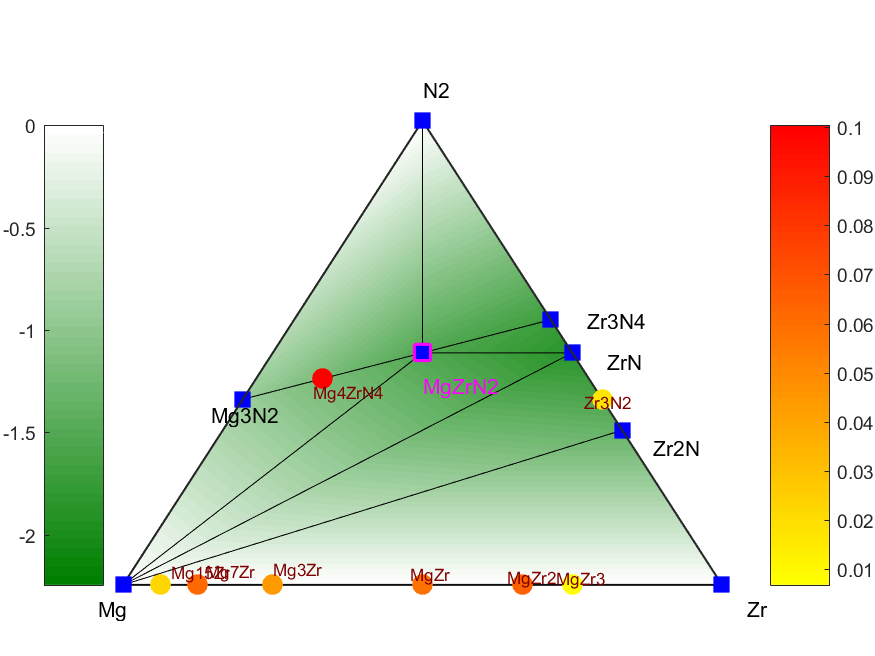 N2
0
-0.5
-1
-1.5
-2
0.1
0.09
0.08
0.07
0.06
0.05
0.04
0.03
0.02
0.01
Zr3N4
ZrN
MgZrN2
Mg4ZrN4
Zr3N2
Mg3N2
Zr2N
Mg15Zr
Mg7Zr
Mg3Zr
MgZr
MgZr2
MgZr3
Mg
Zr